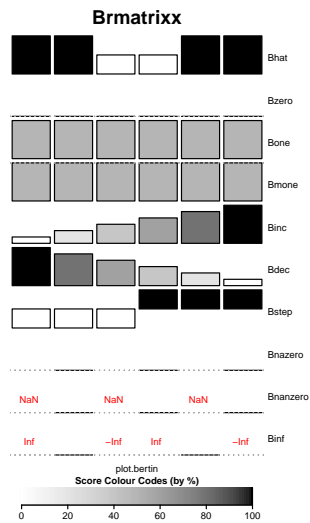 Brmatrixx
Bhat
Bzero
Bone
Bmone
Binc
Bdec
Bstep
Bnazero
NaN NaN NaN Bnanzero
Inf −Inf Inf −Inf Binf
plot.bertin
Score Colour Codes (by %)
0 20 40 60 80 100